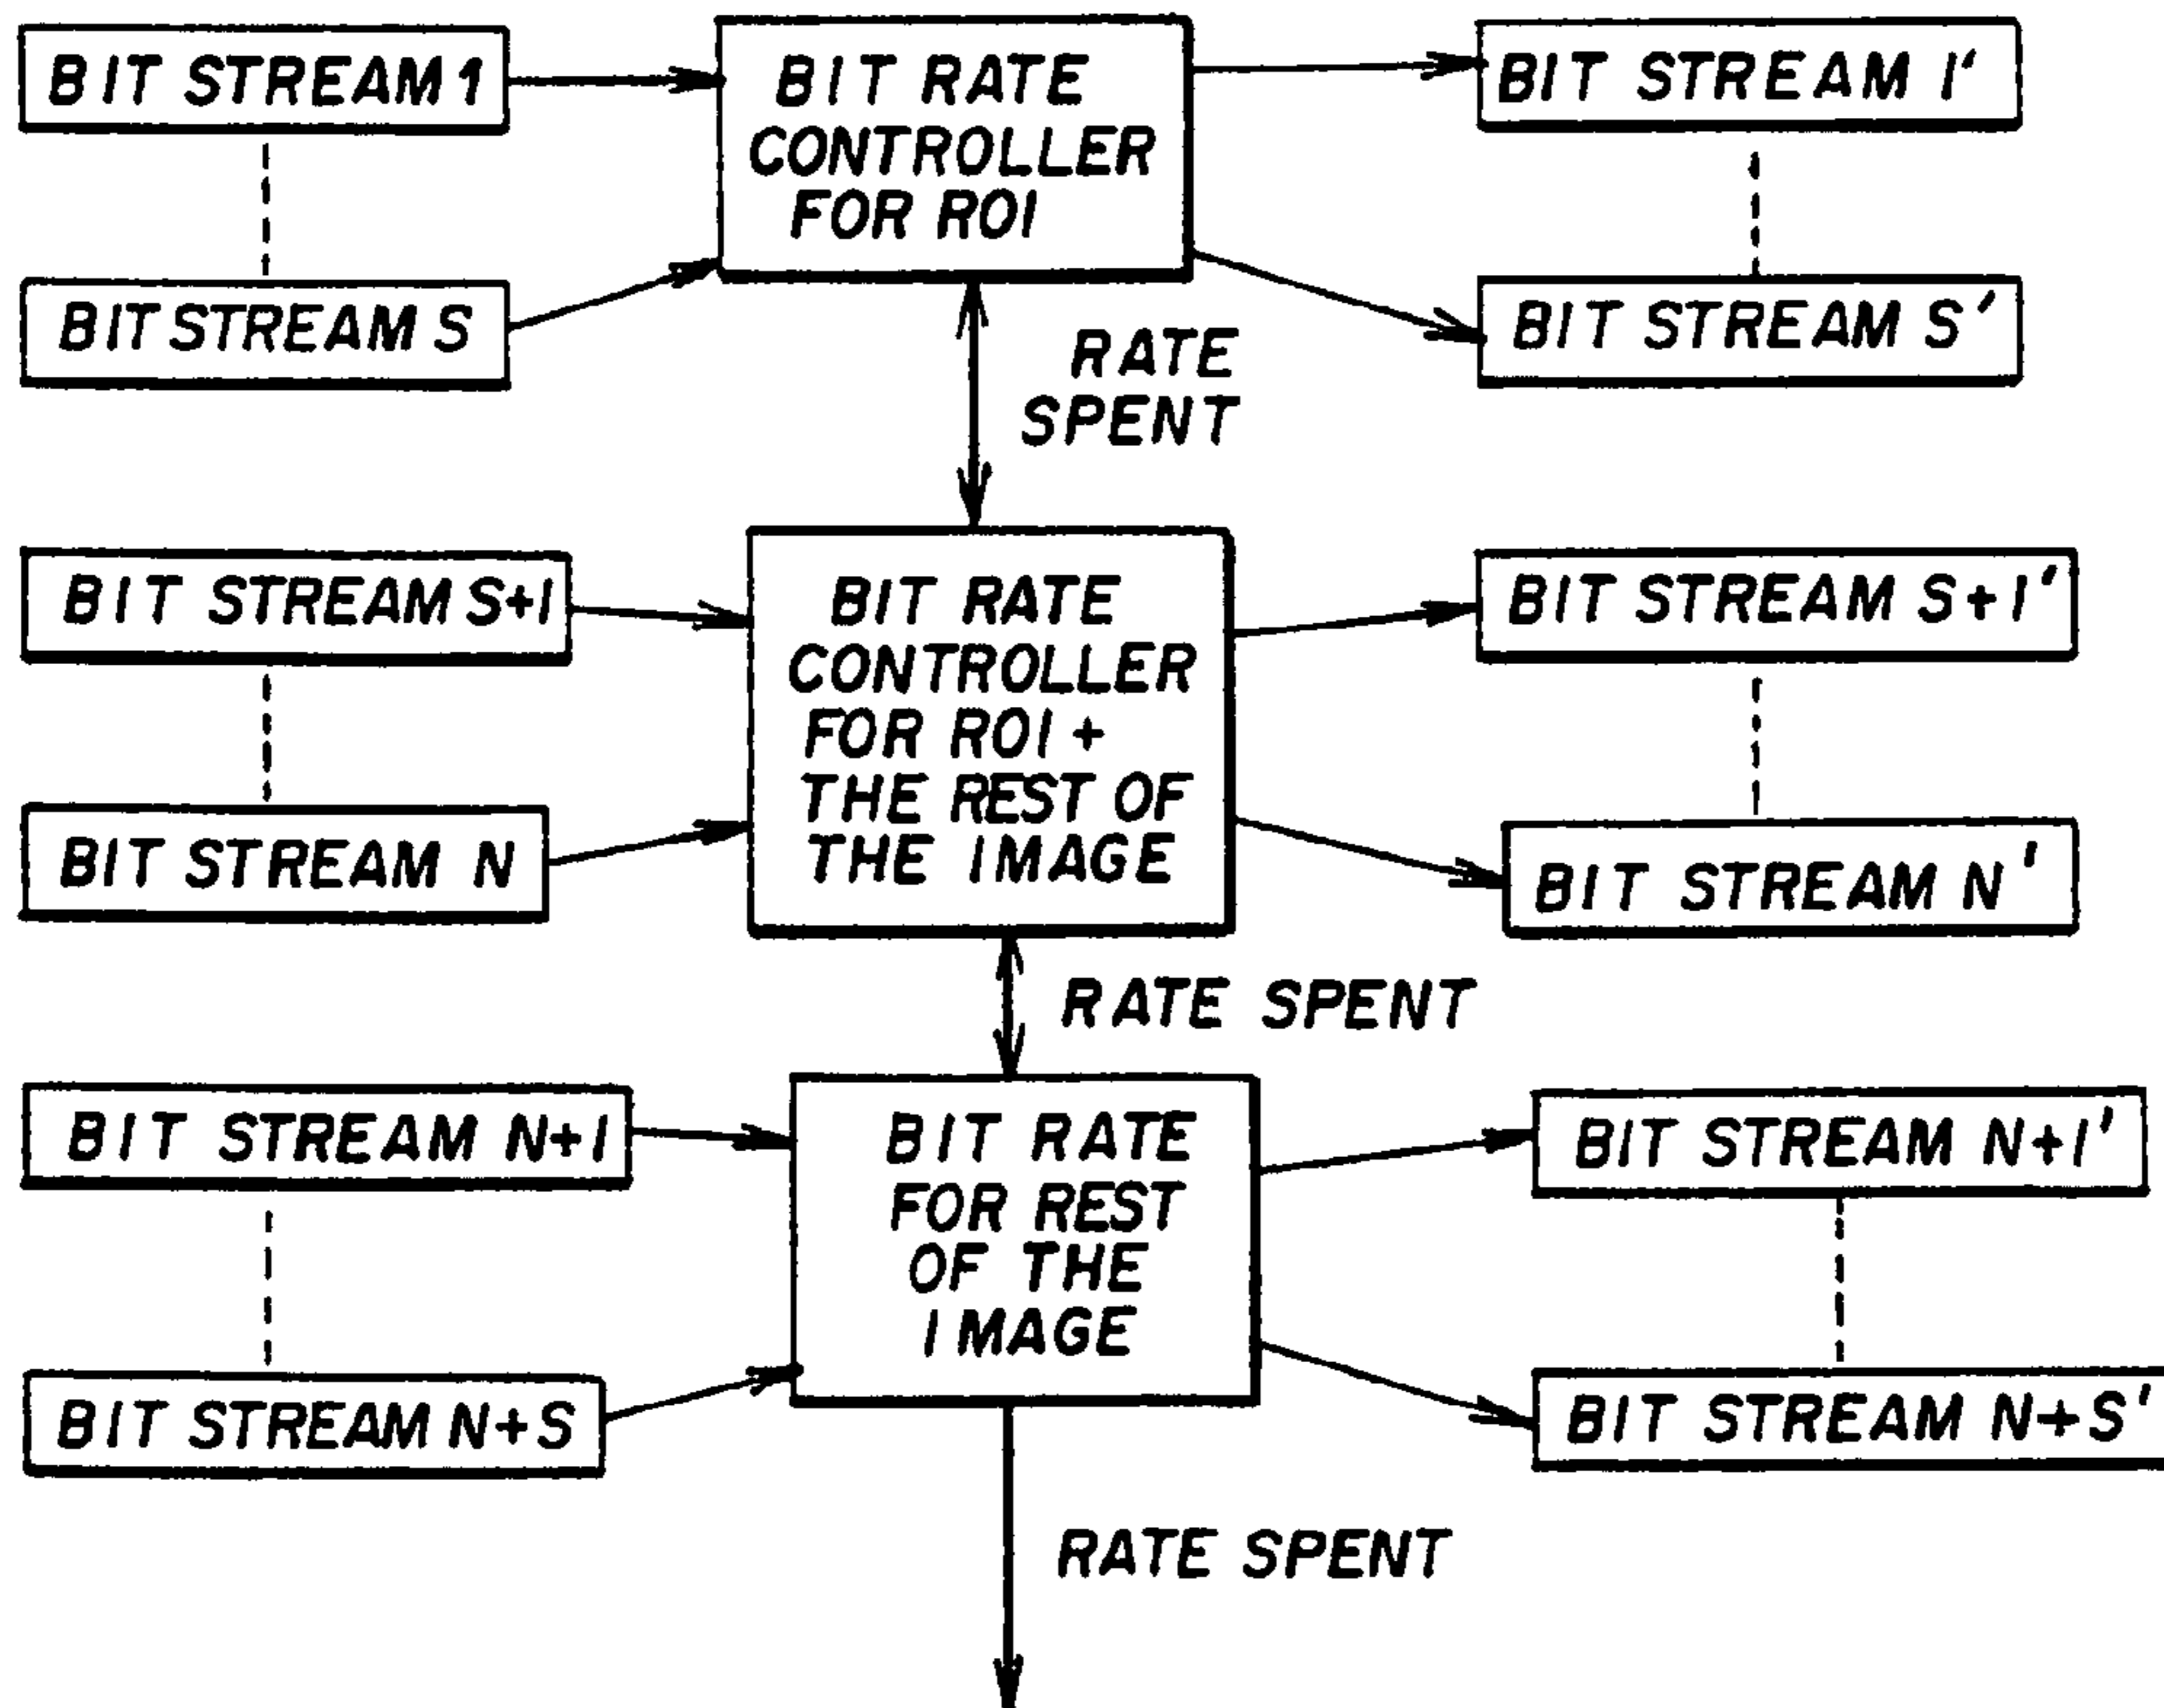 BIT STREAM 1
BIT RATE
CONTROLLER
FOR ROI
BIT STREAM 1'
BIT STREAM S
BIT STREAM S'
RATE
SPENT
BIT STREAM S+1
BIT RATE
CONTROLLER
FOR ROI +
THE REST OF
THE IMAGE
BIT STREAM S+1'
BIT STREAM N
BIT STREAM N'
RATE SPENT
BIT STREAM N+1
BIT RATE
FOR REST
OF THE
IMAGE
BIT STREAM N+1'
BIT STREAM N+S
BIT STREAM N+S'
RATE SPENT